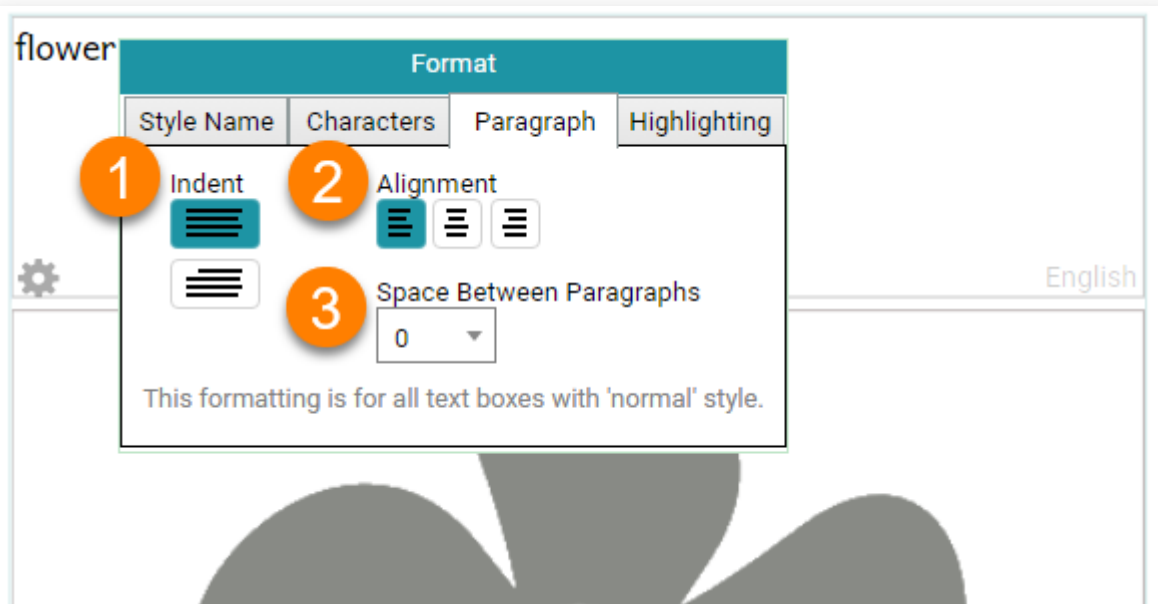 flower
Format
Style Name Characters Paragraph Highlighting
1 Indent 2 Alignment
3 Space Between Paragraphs
0
English
This formatting is for all text boxes with 'normal' style.